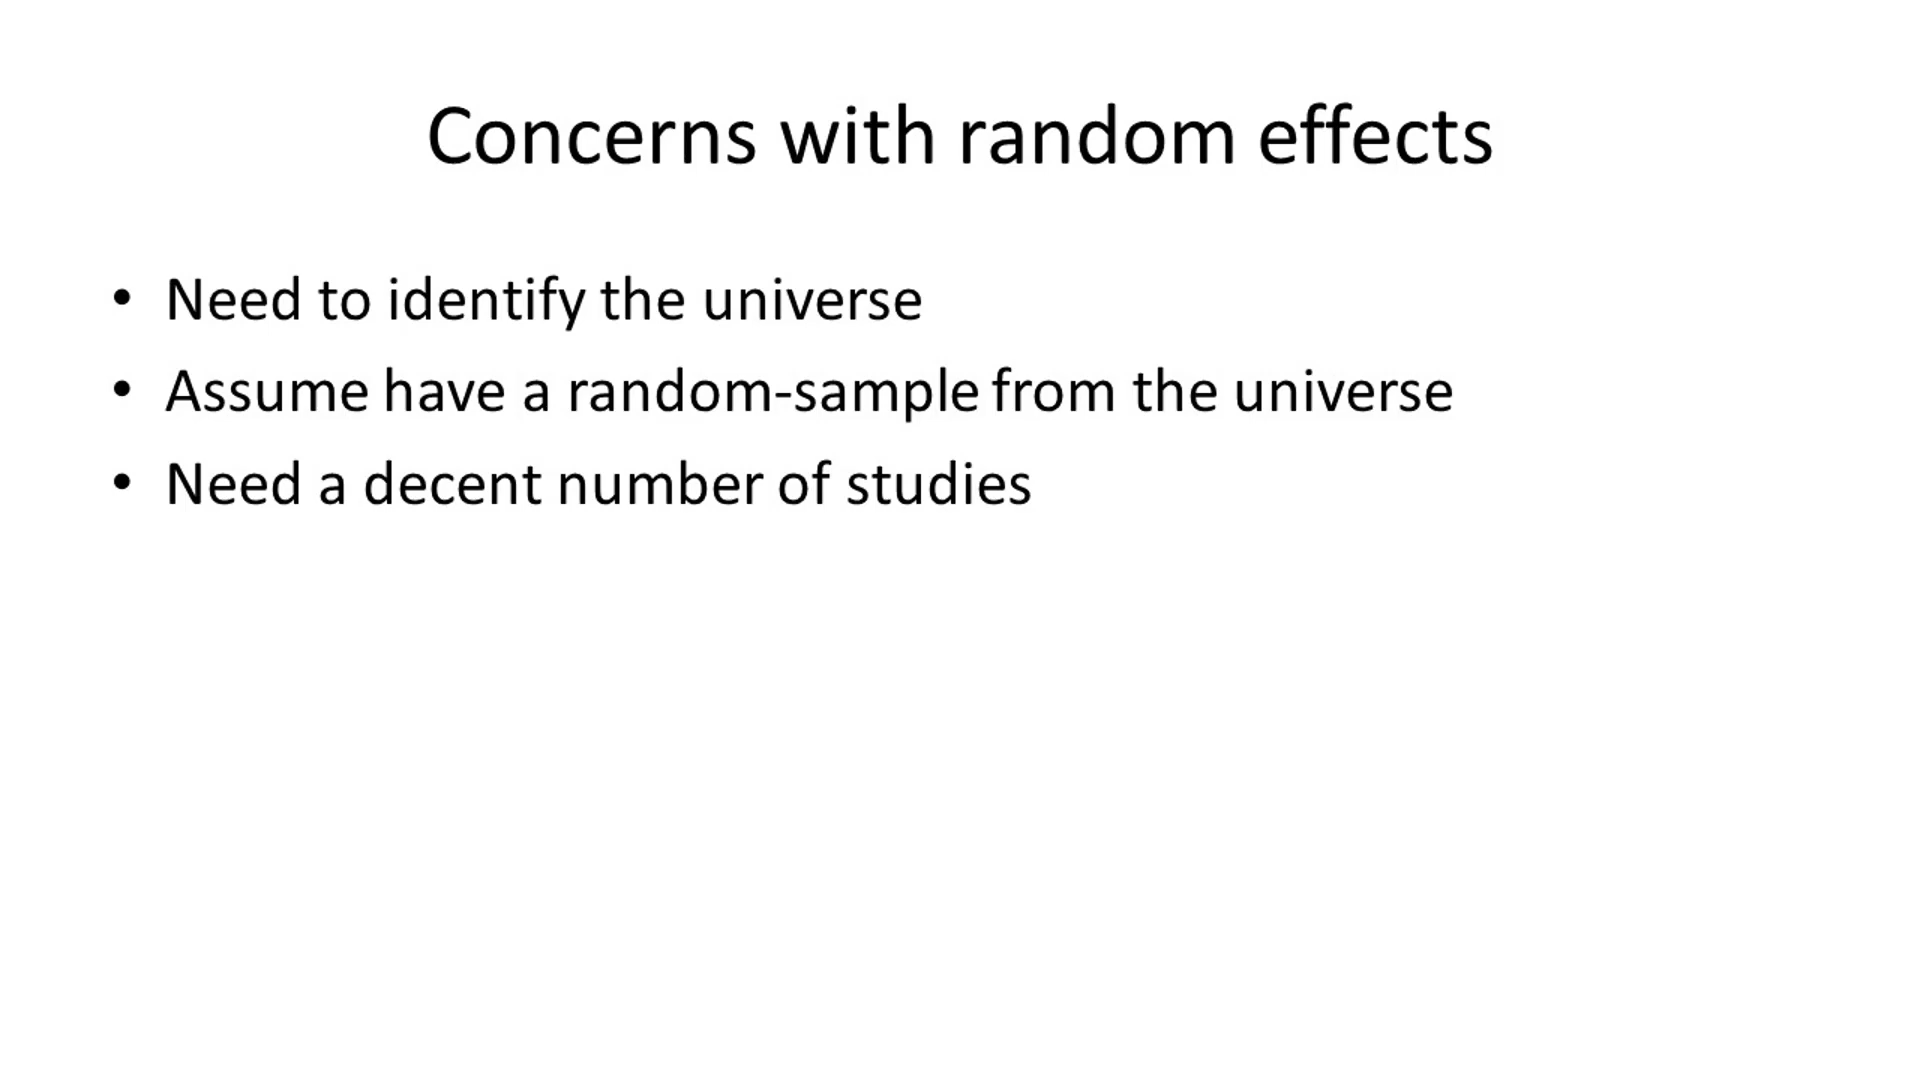 Concerns with random effects
• Need to identify the universe
• Assume have a random-sample from the universe
• Need a decent number of studies